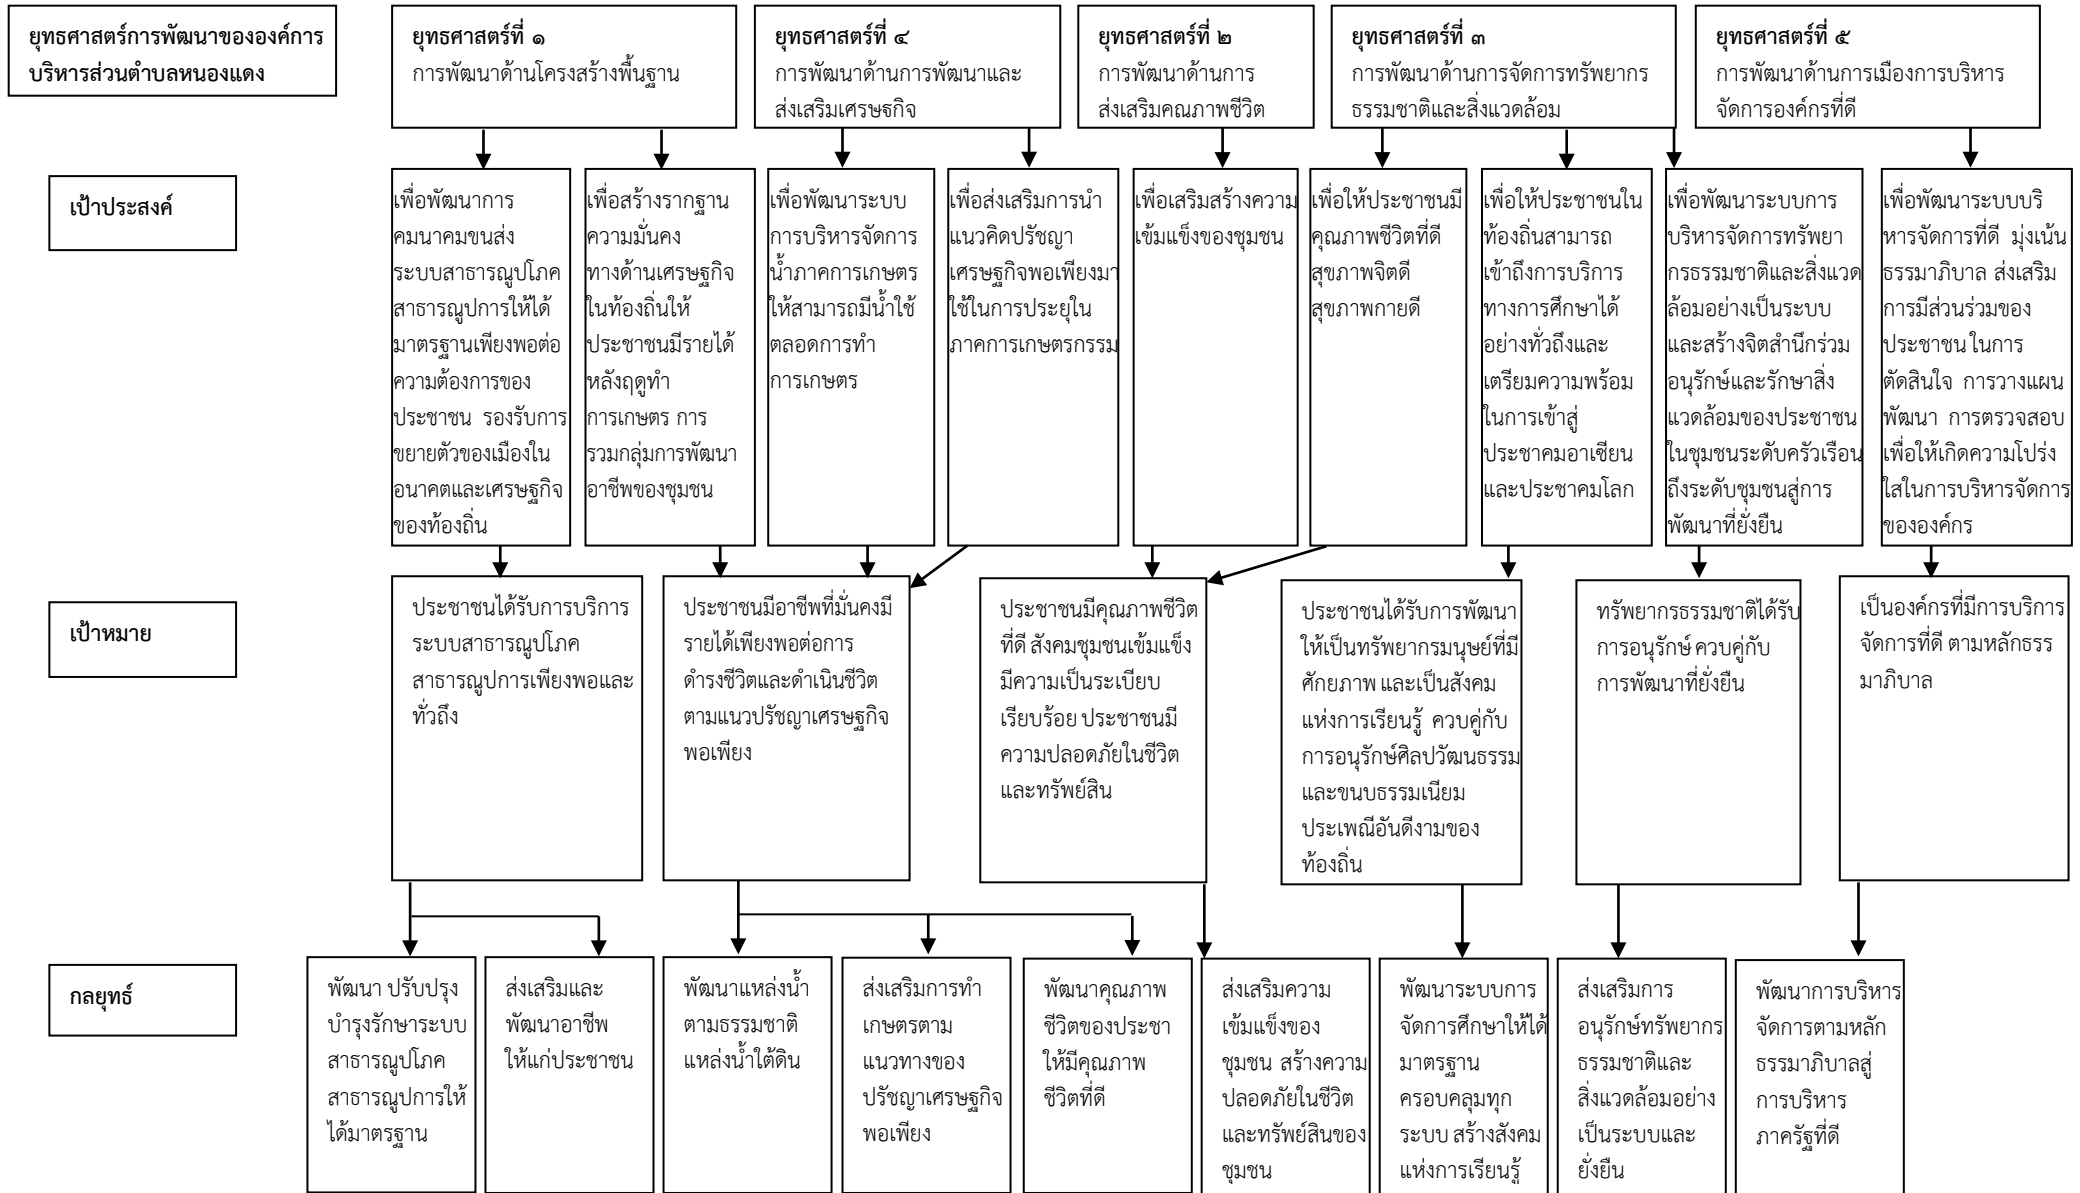 ยุทธศาสตร์การพัฒนาขององค์การ
บริหารส่วนตำบลหนองแดง
ยุทธศาสตร์ที่ ๑
การพัฒนาด้านโครงสร้างพื้นฐาน
ยุทธศาสตร์ที่ ๔
การพัฒนาด้านการพัฒนาและ
ส่งเสริมเศรษฐกิจ
ยุทธศาสตร์ที่ ๒
การพัฒนาด้านการ
ส่งเสริมคุณภาพชีวิต
ยุทธศาสตร์ที่ ๓
การพัฒนาด้านการจัดการทรัพยากร
ธรรมชาติและสิ่งแวดล้อม
ยุทธศาสตร์ที่ ๕
การพัฒนาด้านการเมืองการบริหาร
จัดการองค์กรที่ดี
เป้าประสงค์
เพื่อพัฒนาการ
คมนาคมขนส่ง
ระบบสาธารณูปโภค
สาธารณูปการให้ได้
มาตรฐานเพียงพอต่อ
ความต้องการของ
ประชาชน รองรับการ
ขยายตัวของเมืองใน
อนาคตและเศรษฐกิจ
ของท้องถิ่น
เพื่อสร้างรากฐาน
ความมั่นคง
ทางด้านเศรษฐกิจ
ในท้องถิ่นให้
ประชาชนมีรายได้
หลังฤดูทำ
การเกษตร การ
รวมกลุ่มการพัฒนา
อาชีพของชุมชน
เพื่อพัฒนาระบบ
การบริหารจัดการ
น้ำภาคการเกษตร
ให้สามารถมีน้ำใช้
ตลอดการทำ
การเกษตร
เพื่อส่งเสริมการนำ
แนวคิดปรัชญา
เศรษฐกิจพอเพียงมา
ใช้ในการประยุใน
ภาคการเกษตรกรรม
เพื่อเสริมสร้างความ
เข้มแข็งของชุมชน
เพื่อให้ประชาชนมี
คุณภาพชีวิตที่ดี
สุขภาพจิตดี
สุขภาพกายดี
เพื่อให้ประชาชนใน
ท้องถิ่นสามารถ
เข้าถึงการบริการ
ทางการศึกษาได้
อย่างทั่วถึงและ
เตรียมความพร้อม
ในการเข้าสู่
ประชาคมอาเซียน
และประชาคมโลก
เพื่อพัฒนาระบบการ
บริหารจัดการทรัพยา
กรธรรมชาติและสิ่งแวด
ล้อมอย่างเป็นระบบ
และสร้างจิตสำนึกร่วม
อนุรักษ์และรักษาสิ่ง
แวดล้อมของประชาชน
ในชุมชนระดับครัวเรือน
ถึงระดับชุมชนสู่การ
พัฒนาที่ยั่งยืน
เพื่อพัฒนาระบบบริ
หารจัดการที่ดี มุ่งเน้น
ธรรมาภิบาล ส่งเสริม
การมีส่วนร่วมของ
ประชาชน ในการ
ตัดสินใจ การวางแผน
พัฒนา การตรวจสอบ
เพื่อให้เกิดความโปร่ง
ใสในการบริหารจัดการ
ขององค์กร
เป้าหมาย
ประชาชนได้รับการบริการ
ระบบสาธารณูปโภค
สาธารณูปการเพียงพอและ
ทั่วถึง
ประชาชนมีอาชีพที่มั่นคงมี
รายได้เพียงพอต่อการ
ดำรงชีวิตและดำเนินชีวิต
ตามแนวปรัชญาเศรษฐกิจ
พอเพียง
ประชาชนมีคุณภาพชีวิต
ที่ดี สังคมชุมชนเข้มแข็ง
มีความเป็นระเบียบ
เรียบร้อย ประชาชนมี
ความปลอดภัยในชีวิต
และทรัพย์สิน
ประชาชนได้รับการพัฒนา
ให้เป็นทรัพยากรมนุษย์ที่มี
ศักยภาพ และเป็นสังคม
แห่งการเรียนรู้ ควบคู่กับ
การอนุรักษ์ศิลปวัฒนธรรม
และขนบธรรมเนียม
ประเพณีอันดีงามของ
ท้องถิ่น
ทรัพยากรธรรมชาติได้รับ
การอนุรักษ์ ควบคู่กับ
การพัฒนาที่ยั่งยืน
เป็นองค์กรที่มีการบริการ
จัดการที่ดี ตามหลักธรร
มาภิบาล
กลยุทธ์
พัฒนา ปรับปรุง
บำรุงรักษาระบบ
สาธารณูปโภค
สาธารณูปการให้
ได้มาตรฐาน
ส่งเสริมและ
พัฒนาอาชีพ
ให้แก่ประชาชน
พัฒนาแหล่งน้ำ
ตามธรรมชาติ
แหล่งน้ำใต้ดิน
ส่งเสริมการทำ
เกษตรตาม
แนวทางของ
ปรัชญาเศรษฐกิจ
พอเพียง
พัฒนาคุณภาพ
ชีวิตของประชา
ให้มีคุณภาพ
ชีวิตที่ดี
ส่งเสริมความ
เข้มแข็งของ
ชุมชน สร้างความ
ปลอดภัยในชีวิต
และทรัพย์สินของ
ชุมชน
พัฒนาระบบการ
จัดการศึกษาให้ได้
มาตรฐาน
ครอบคลุมทุก
ระบบ สร้างสังคม
แห่งการเรียนรู้
ส่งเสริมการ
อนุรักษ์ทรัพยากร
ธรรมชาติและ
สิ่งแวดล้อมอย่าง
เป็นระบบและ
ยั่งยืน
พัฒนาการบริหาร
จัดการตามหลัก
ธรรมาภิบาลสู่
การบริหาร
ภาครัฐที่ดี